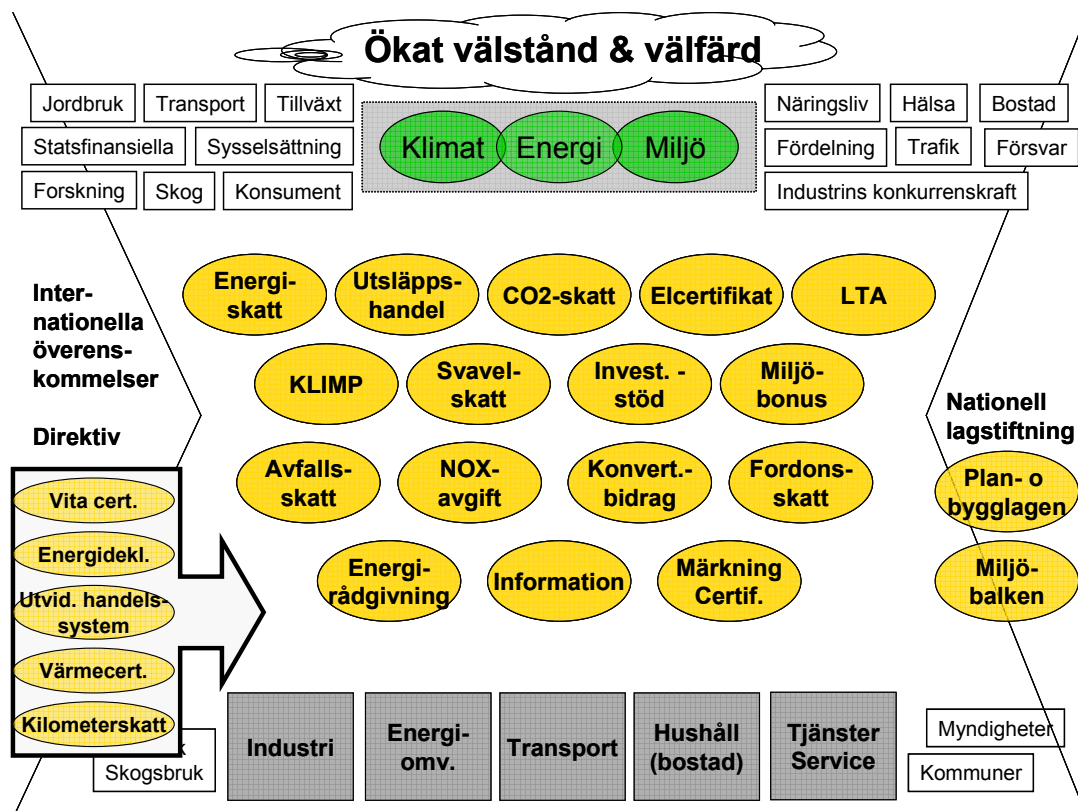 Ökat välstånd & välfärd
Jordbruk
Transport
Tillväxt
Statsfinansiella
Sysselsättning
Forskning
Skog
Konsument
Klimat
Energi
Miljö
Näringsliv
Hälsa
Bostad
Fördelning
Trafik
Försvar
Industrins konkurrenskraft
Inter-
nationella
överens-
kommelser
Direktiv
Energi-
skatt
Utsläpps-
handel
CO2-skatt
Elcertifikat
LTA
KLIMP
Svavel-
skatt
Invest. -
stöd
Miljö-
bonus
Avfalls-
skatt
NOX-
avgift
Konvert.-
bidrag
Fordons-
skatt
Energi-
rådgivning
Information
Märkning
Certif.
Nationell
lagstiftning
Plan- o
bygglagen
Miljö-
balken
Vita cert.
Energidekl.
Utvid. handels-
system
Värmecert.
Kilometerskatt
Skogsbruk
Industri
Energi-
omv.
Transport
Hushåll
(bostad)
Tjänster
Service
Myndigheter
Kommuner